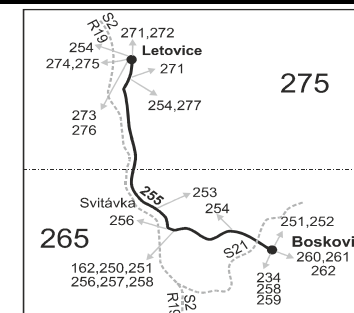 S2
R19
271,272
254
Letovice
274,275
271
275
254,277
273
276
255
253
Svitávká
254
256
251,252
265
S21
Boskovi
162,250,251
260,261
256,257,258
262
234
258
259
S2
R19